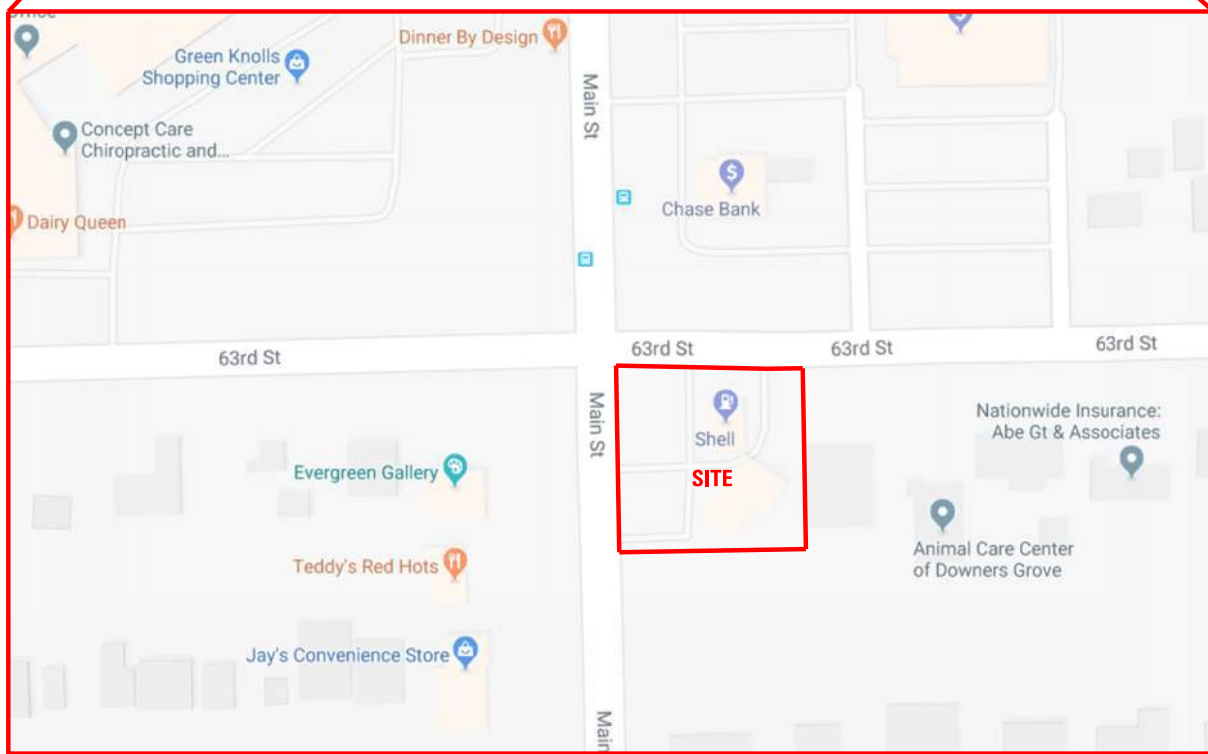 Dinner By Design
Green Knolls
Shopping Center
Main St
Concept Care
Chiropractic and...
Chase Bank
Dairy Queen
63rd St
63rd St
63rd St
63rd St
Main St
Shell
Nationwide Insurance:
Abe Gt & Associates
Evergreen Gallery
SITE
Animal Care Center
of Downers Grove
Teddy's Red Hots
Jay's Convenience Store
Main